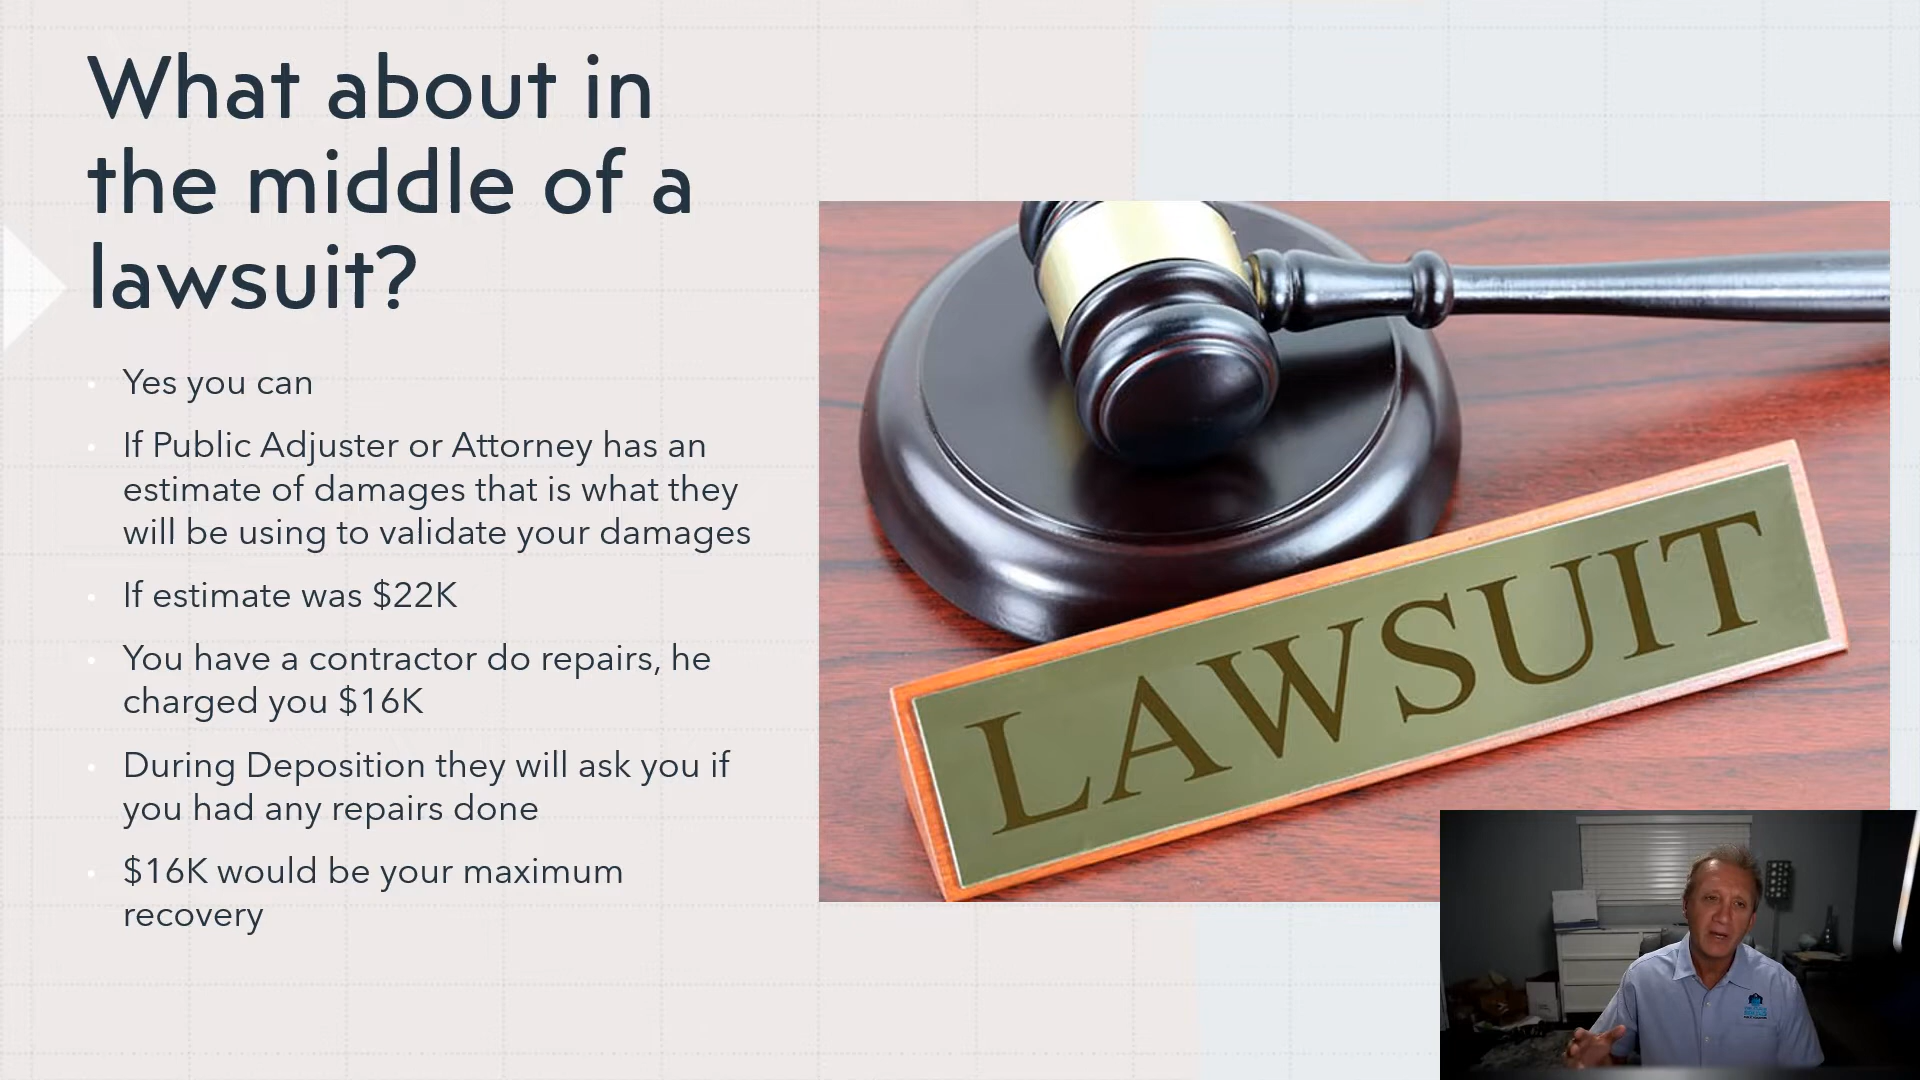 What about in
the middle of a
lawsuit?
Yes you can
If Public Adjuster or Attorney has an
estimate of damages that is what they
will be using to validate your damages
If estimate was $22K
You have a contractor do repairs, he
charged you $16K
During Deposition they will ask you if
you had any repairs done
$16K would be your maximum
recovery
LAWSUIT